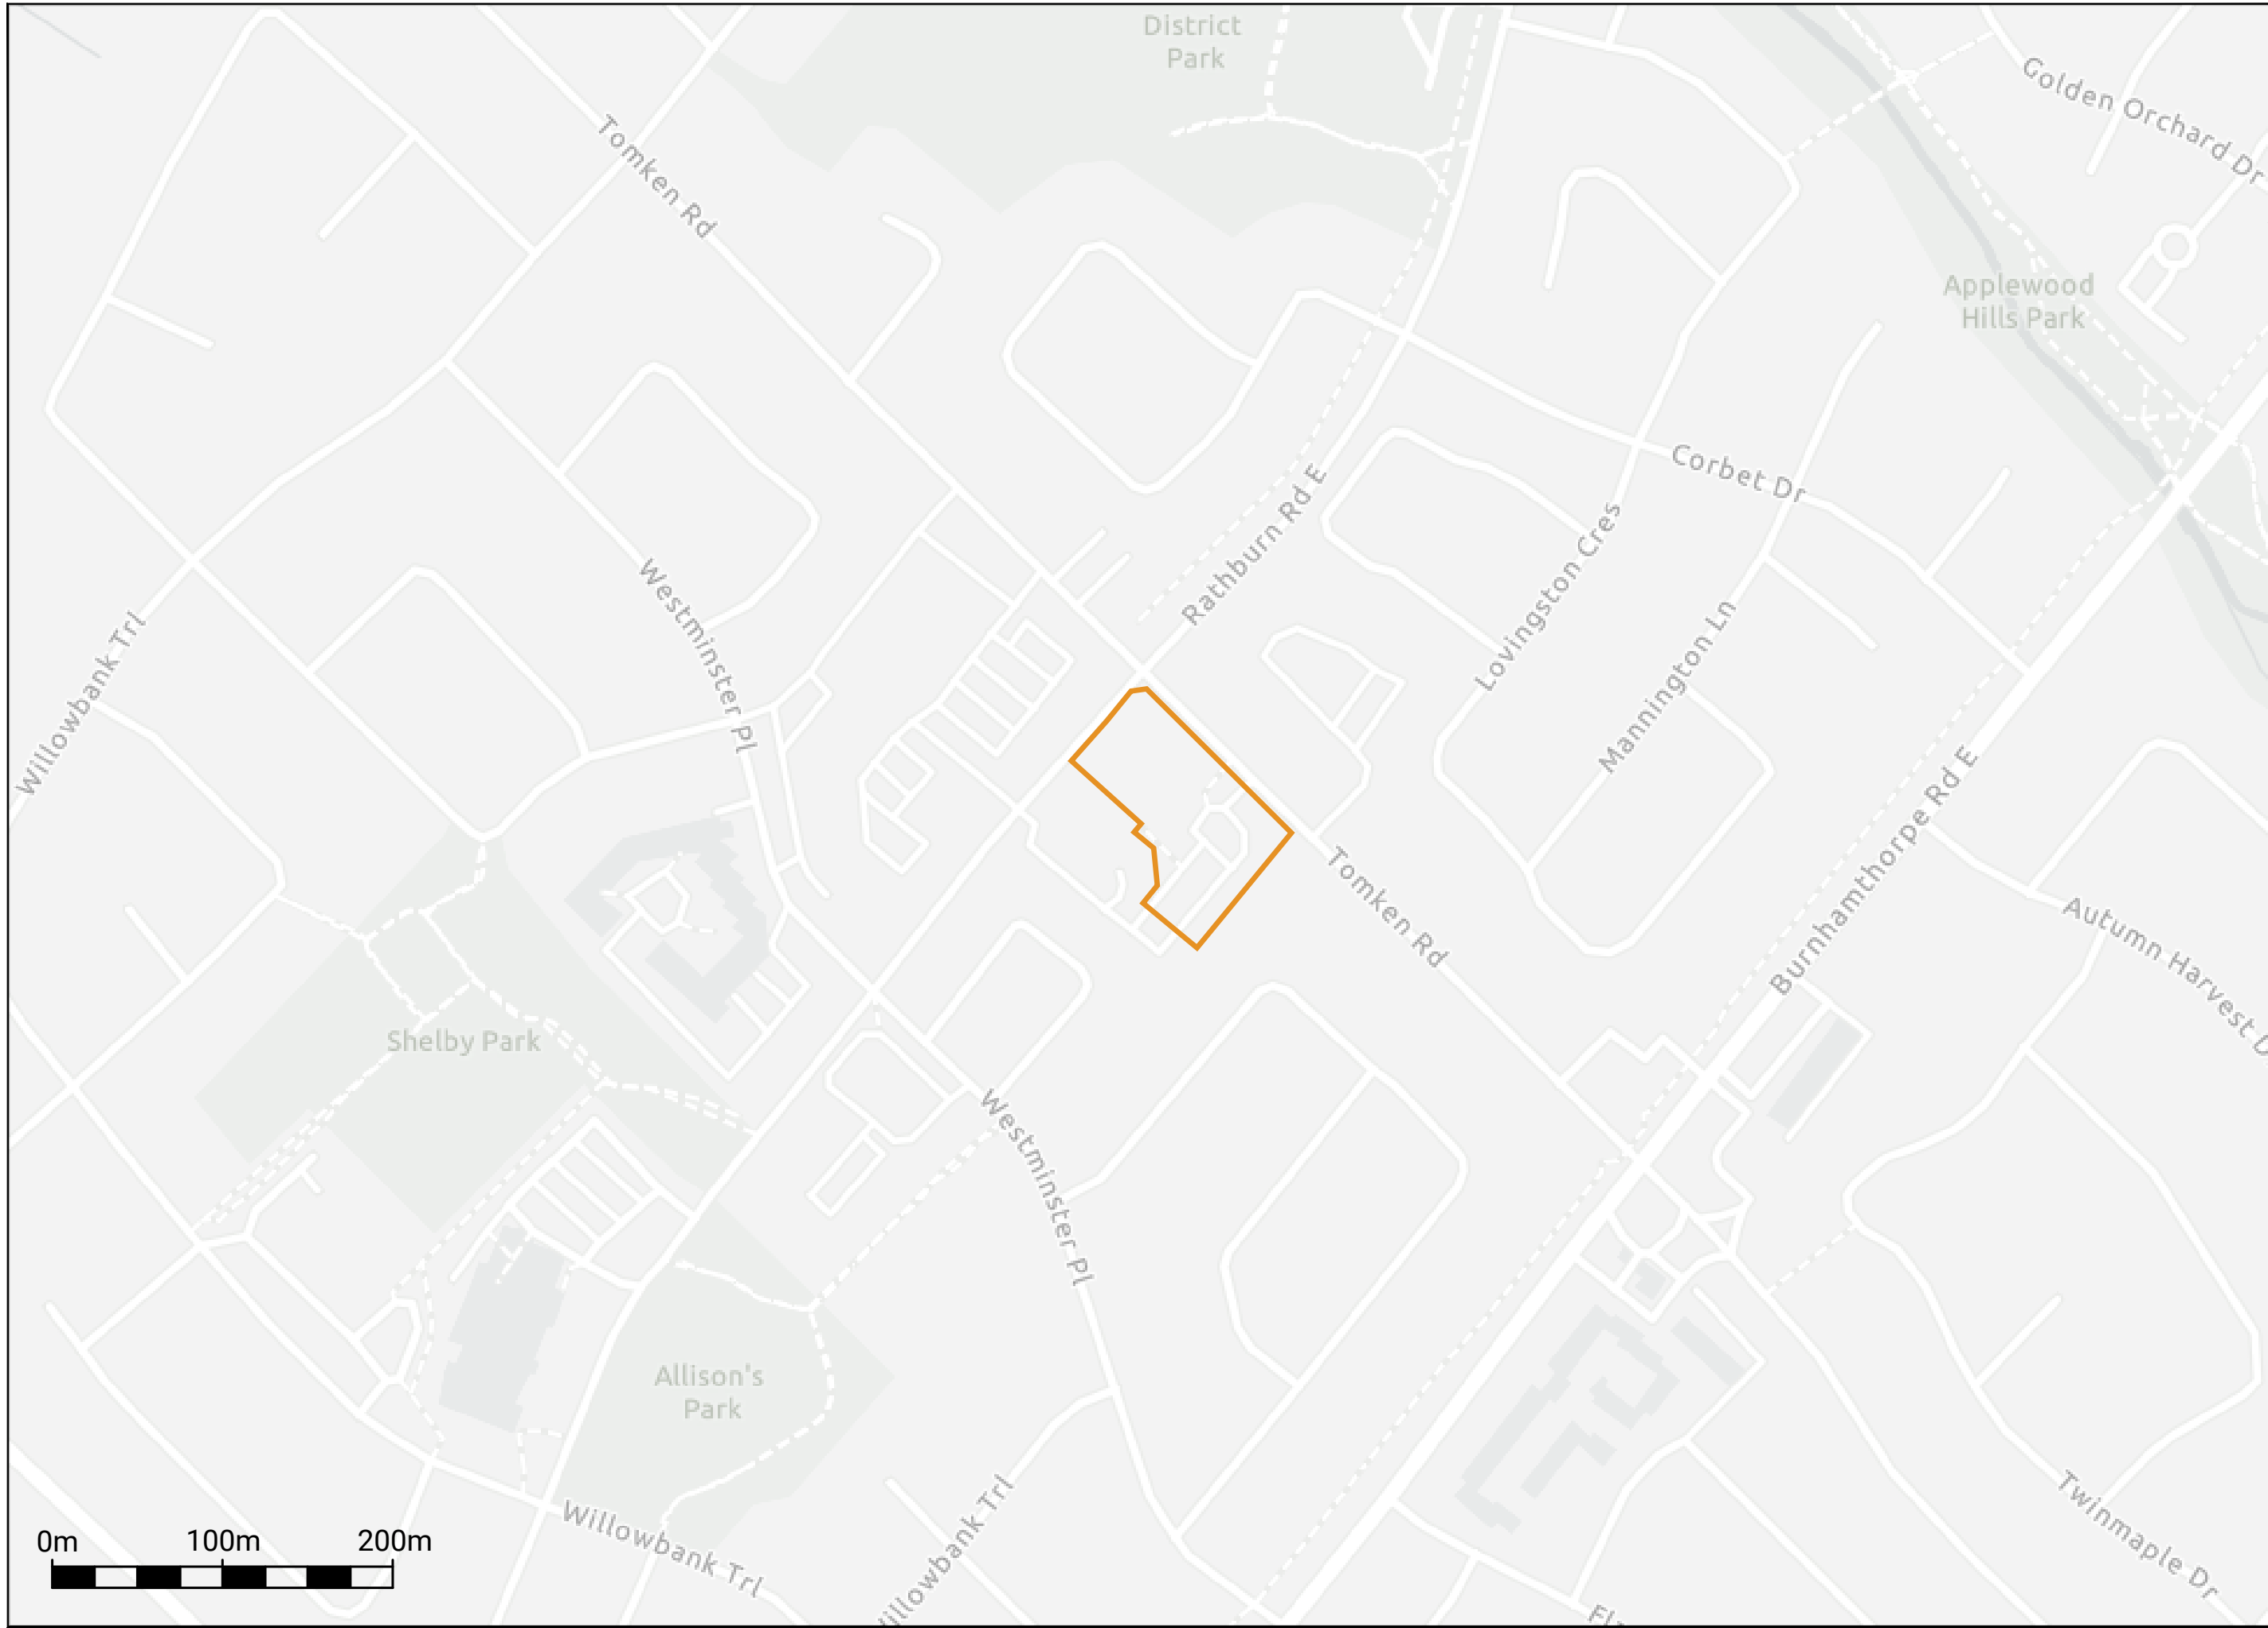 District
Park
Golden Orchard Dr
Tomken Rd
Applewood
Hills Park
Corbet Dr
Rathburn Rd E
Lovingston Cres
Westminster Pl
Mannington Ln
Willowbank Trl
Burnhamthorpe Rd E
Tomken Rd
Autumn Harvest D
Shelby Park
Westminster Pl
Allison's
Park
Willowbank Trl
Willowbank Trl
Twinmaple Dr
0m 100m 200m